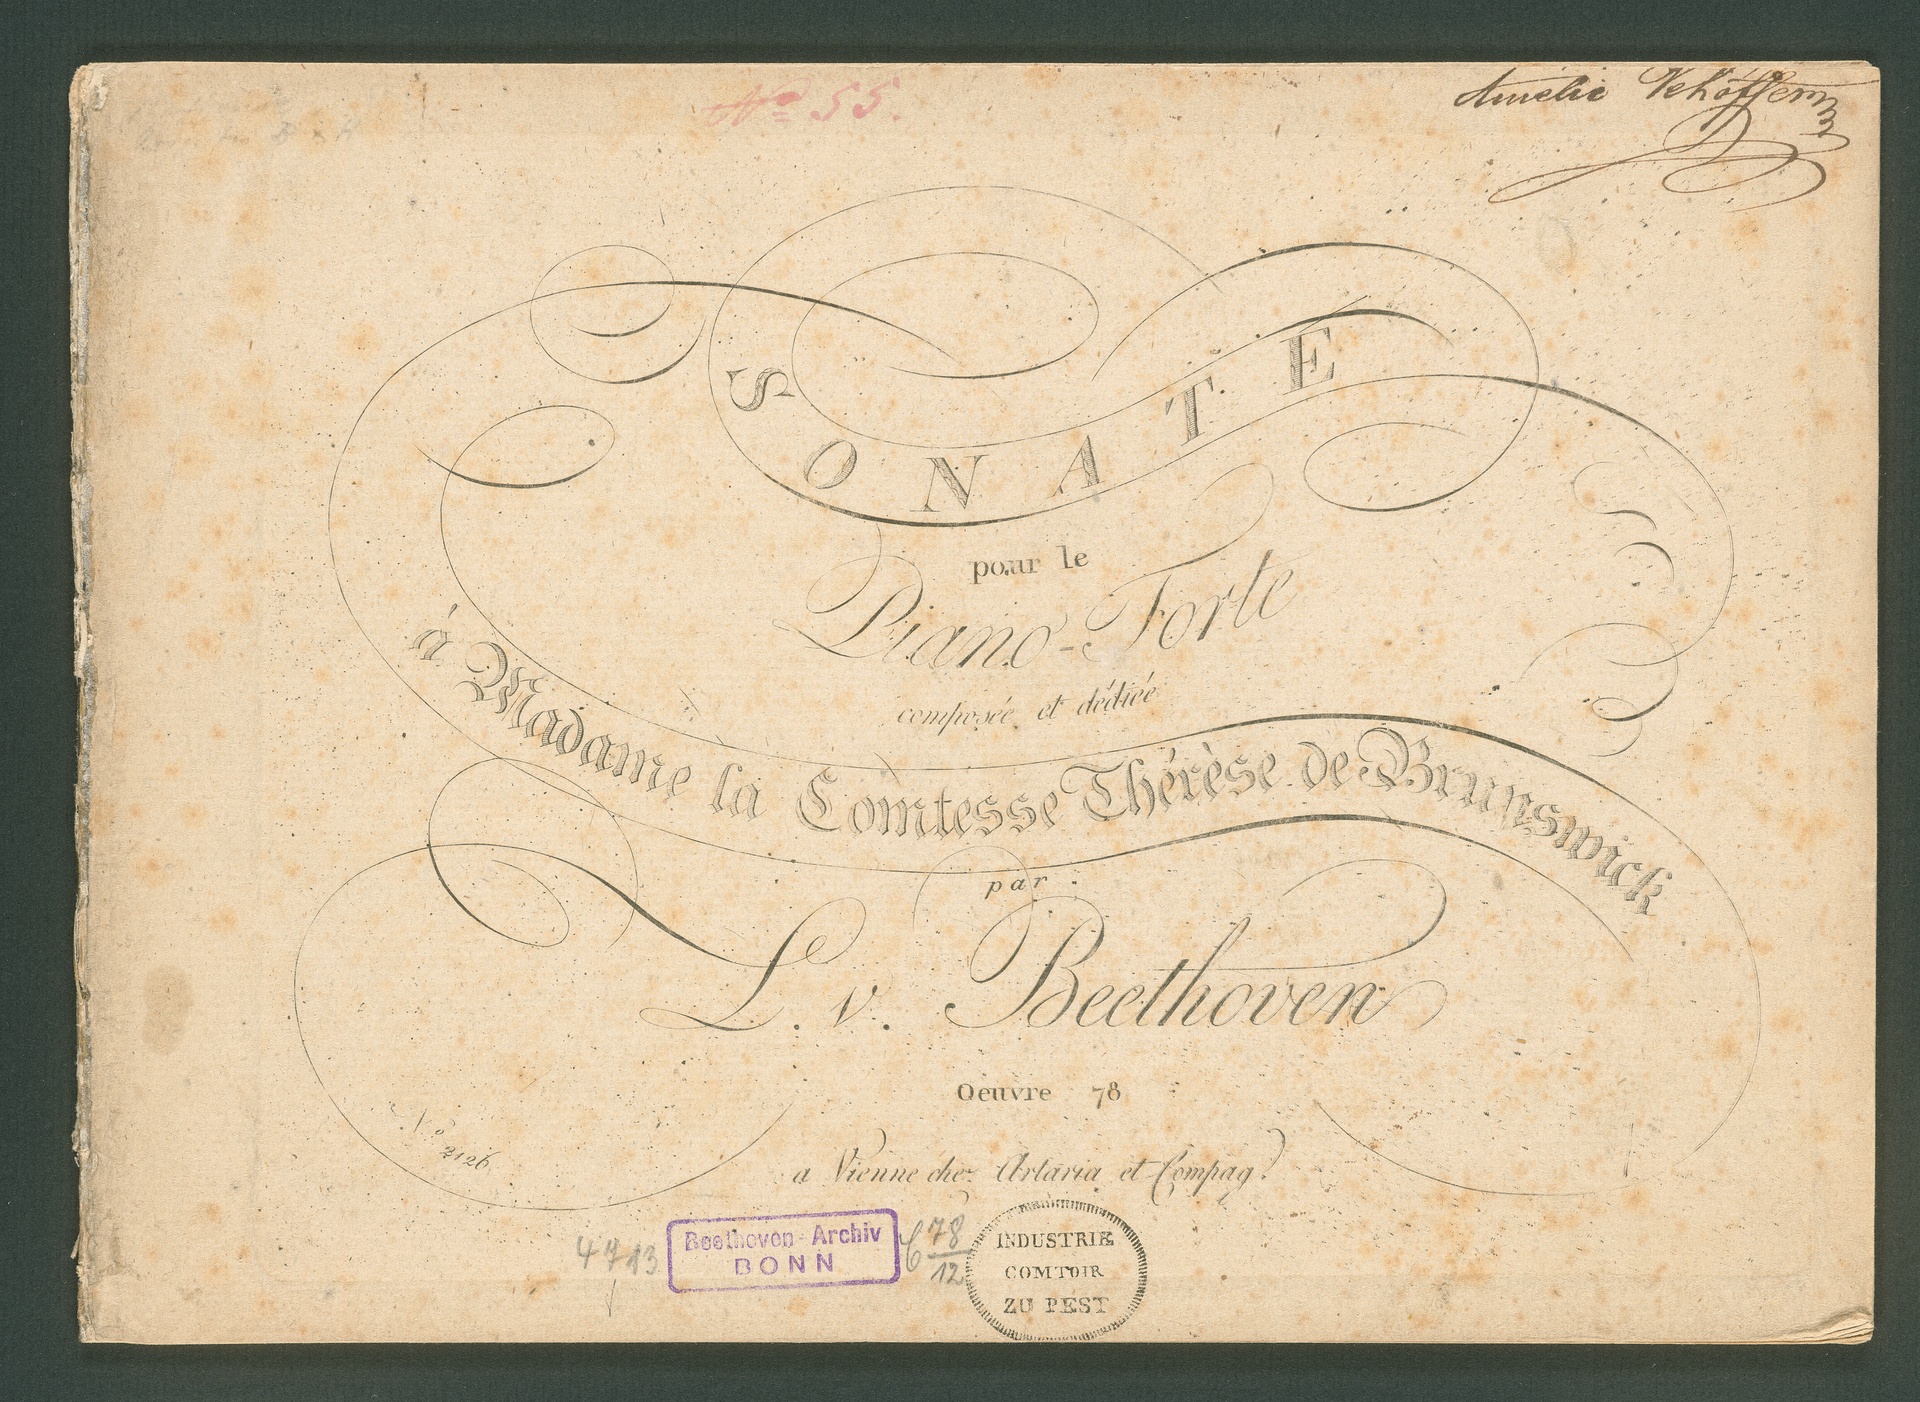 Nº 55.
Amelie
SONATE
pour le
Piano-Forte
composée et dédiée
à Madame la Comtesse Thérèse de Brunswick
par
L. v. Beethoven
Oeuvre 78
Nº 2126
a Vienne chez Artaria et Compag.
4713
Beethoven-Archiv
BONN
C 78
12
INDUSTRIE
COMTOIR
ZU PEST